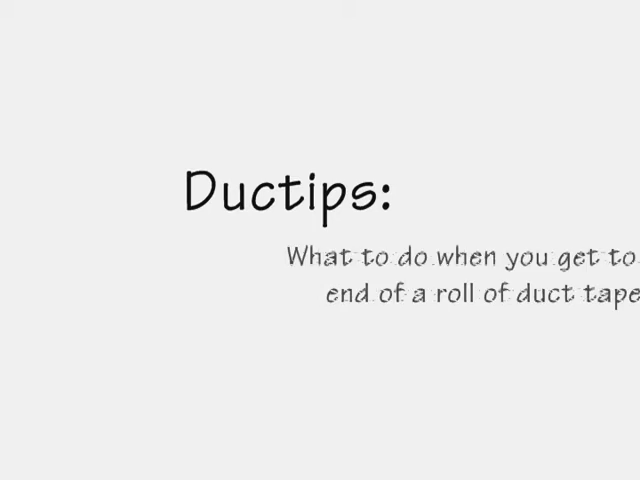 Ductips:
What to do when you get to
end of a roll of duct tape